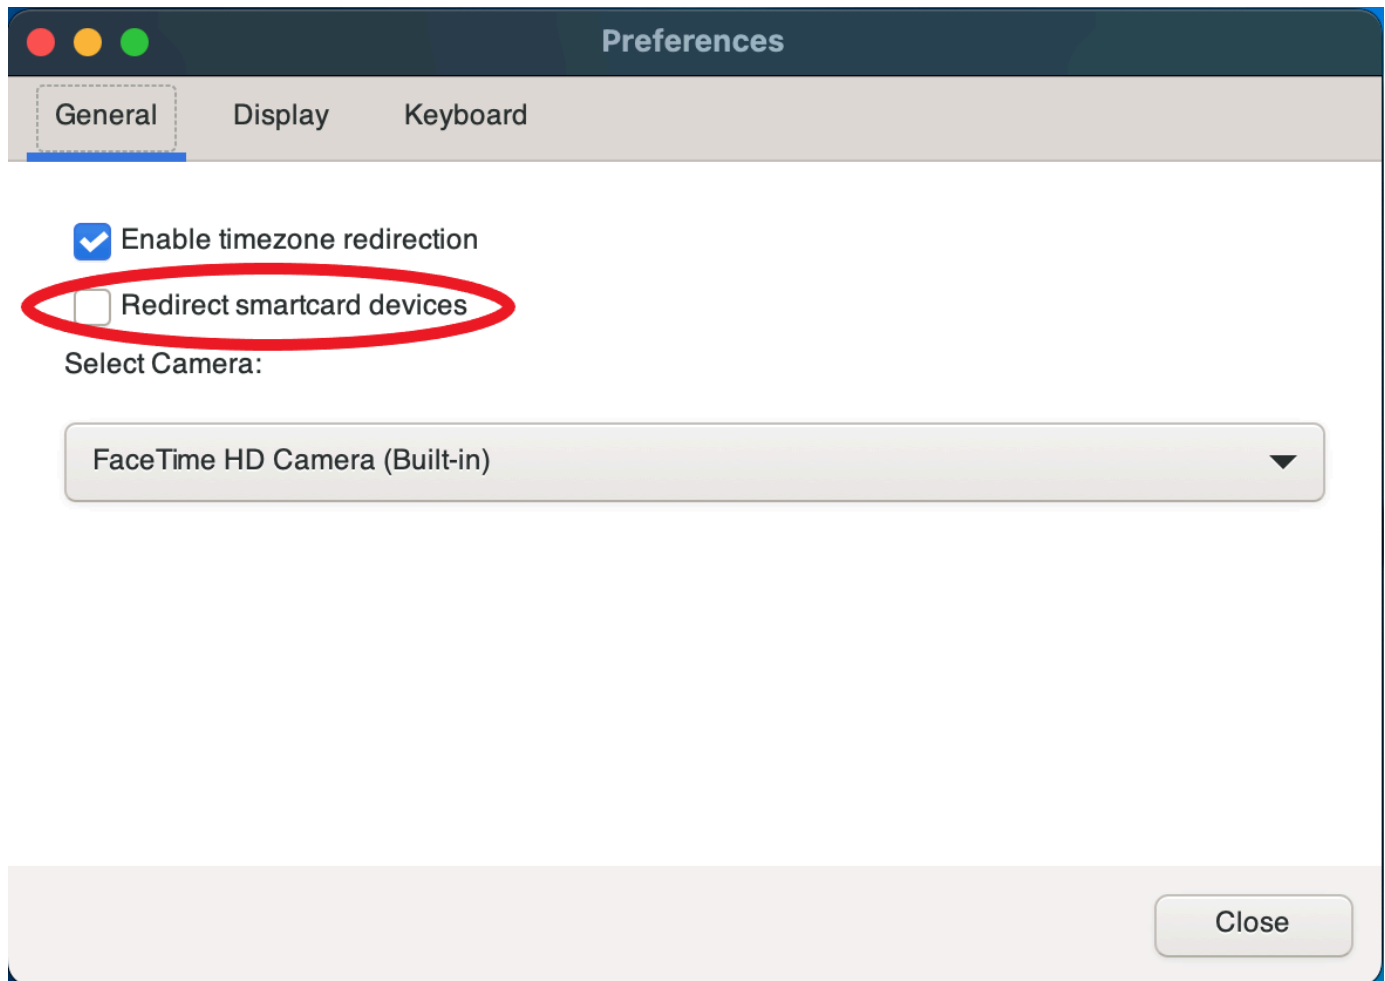 Preferences
General Display Keyboard
Enable timezone redirection
Redirect smartcard devices
Select Camera:
FaceTime HD Camera (Built-in)
Close